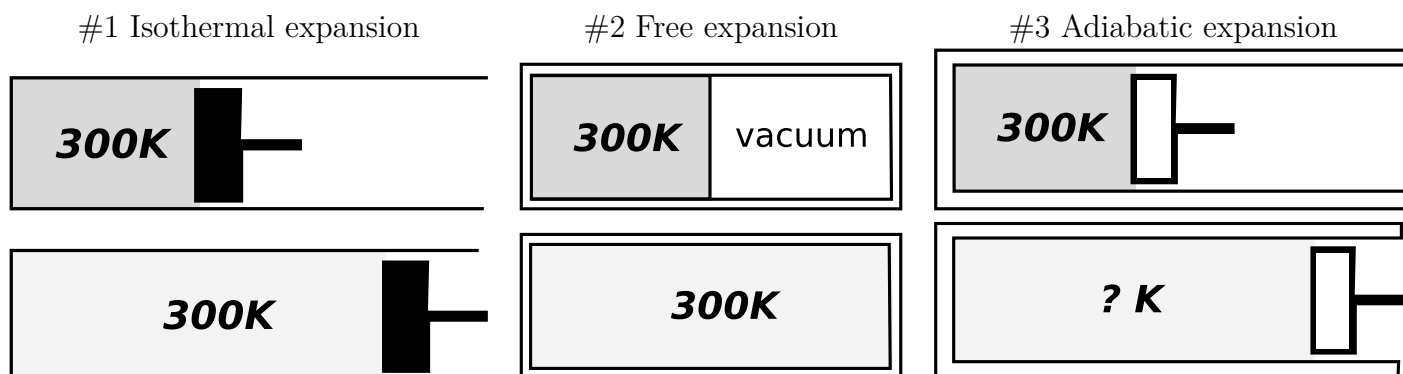 #1 Isothermal expansion
300K
300K
#2 Free expansion
300K
vacuum
300K
#3 Adiabatic expansion
300K
? K